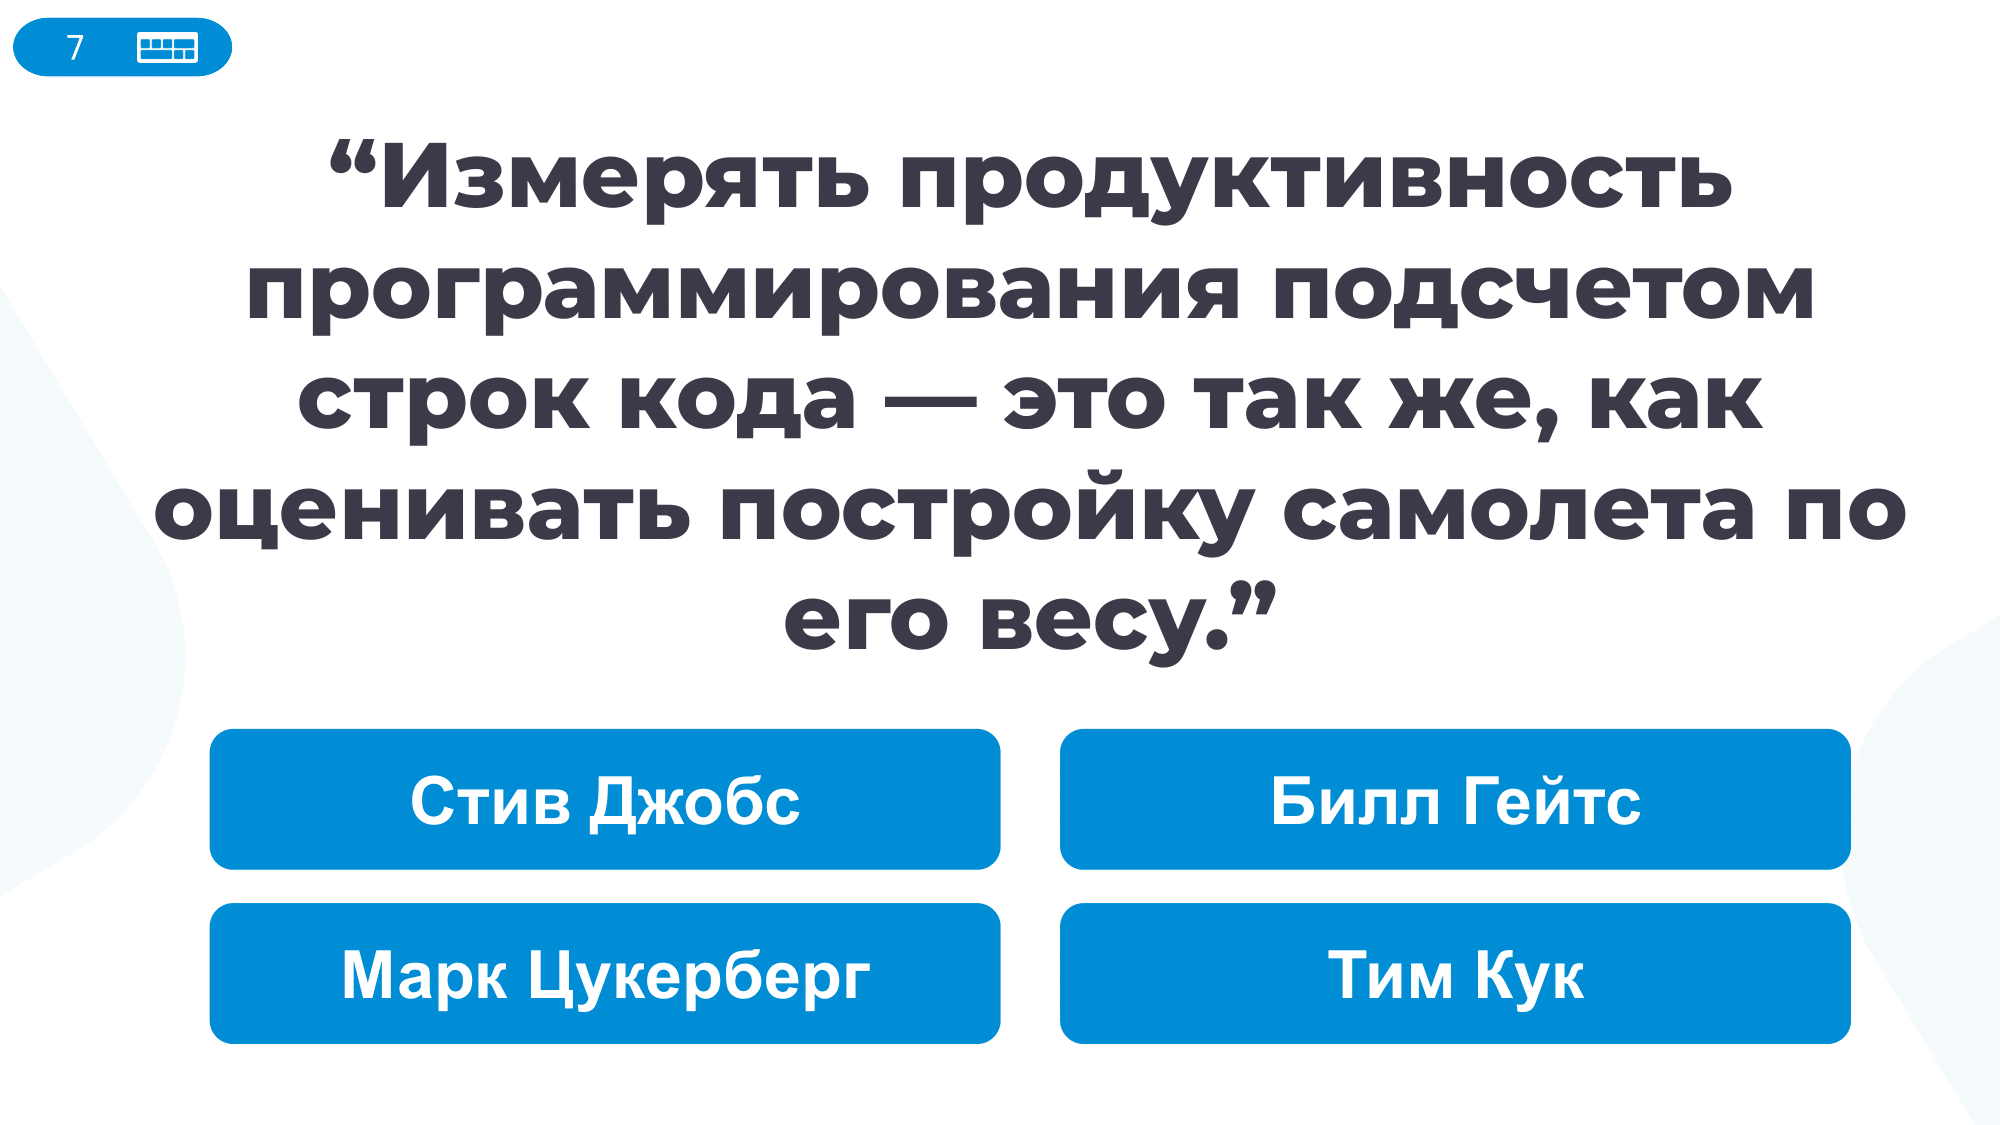 7
“Измерять продуктивность
программирования подсчетом
строк кода — это так же, как
оценивать постройку самолета по
его весу.”
Стив Джобс
Билл Гейтс
Марк Цукерберг
Тим Кук